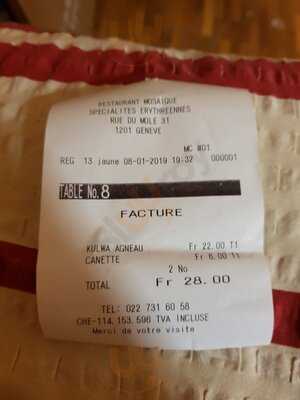 RESTAURANT MOSAIQUE
SPECIALITES ERYTHREENNES
RUE DU MOLE 31
1201 GENEVE
MC #01
REG 13 jaune 08-01-2019 19:32 000001
TABLE No.8
FACTURE
KULWA AGNEAU Fr 22.00 T1
CANETTE Fr 6.00 T1
2 No
TOTAL Fr 28.00
TEL: 022 731 60 58
CHE-114.153.596 TVA INCLUSE
Merci de votre visite